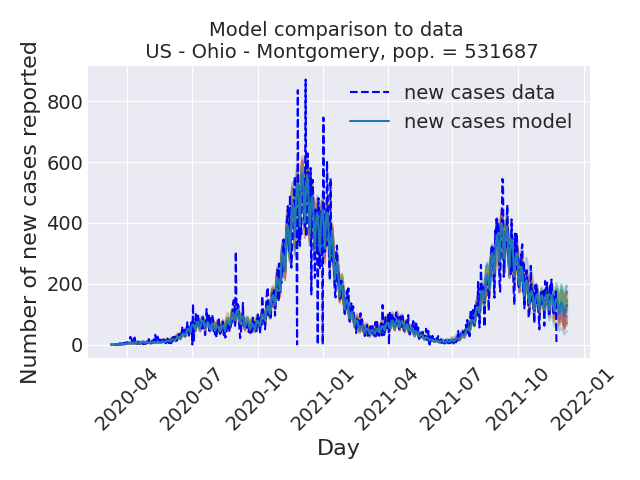 Model comparison to data
US - Ohio - Montgomery, pop. = 531687
Number of new cases reported
800
600
400
200
0
new cases data
new cases model
2020-04
2020-07
2020-10
2021-01
2021-04
2021-07
2021-10
2022-01
Day